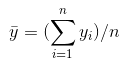 ȳ = (∑_{i=1}^{n} y_i)/n